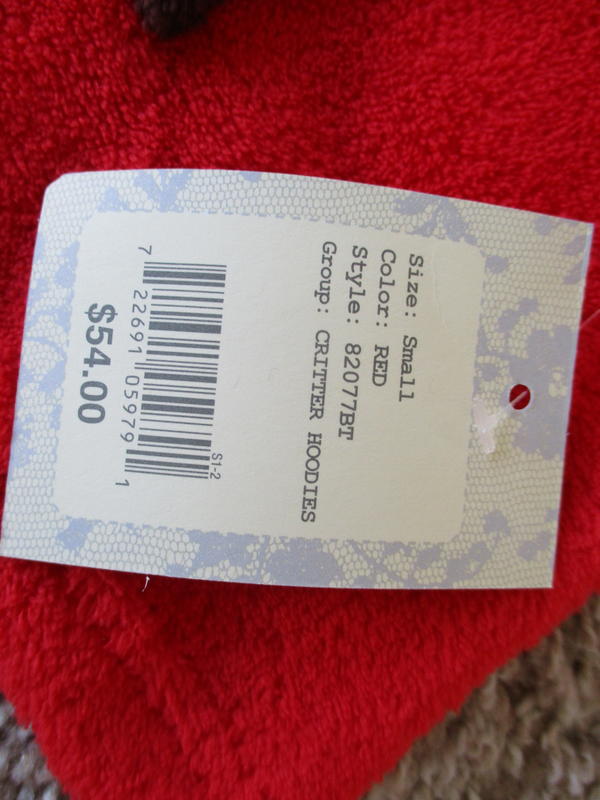 Size: Small
Color: RED
Style: 82077BT
Group: CRITTER HOODIES
S1-2
7 22691 05979 1
$54.00